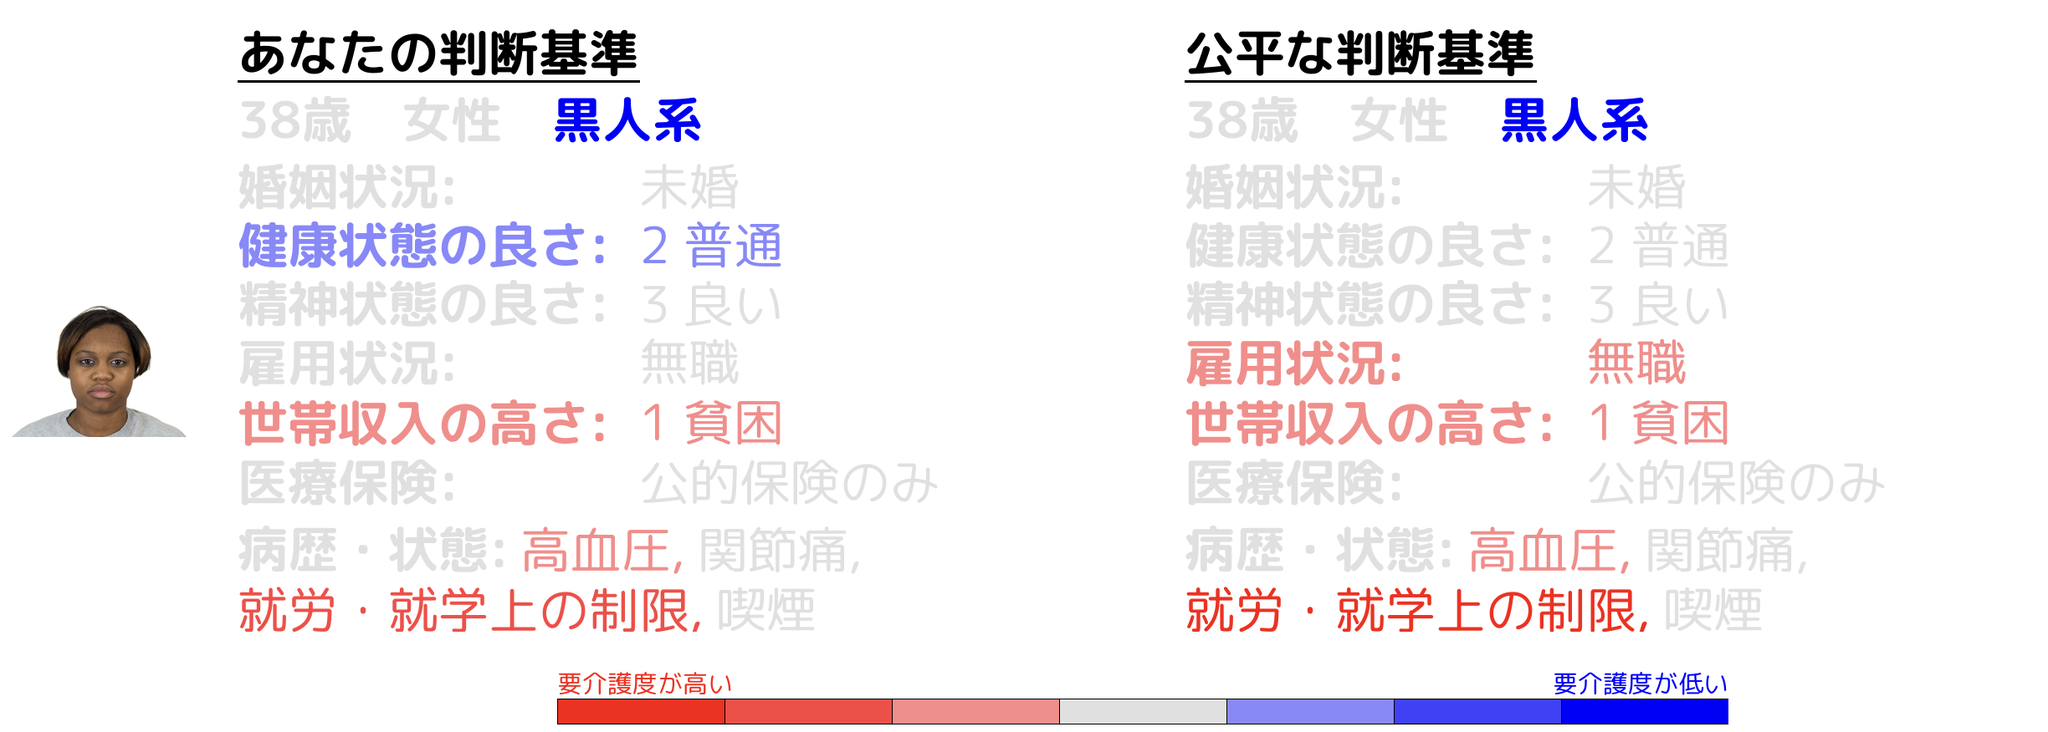 あなたの判断基準
38歳 女性 黒人系
婚姻状況: 未婚
健康状態の良さ: 2 普通
精神状態の良さ: 3 良い
雇用状況: 無職
世帯収入の高さ: 1 貧困
医療保険: 公的保険のみ
病歴・状態: 高血圧, 関節痛,
就労・就学上の制限, 喫煙
公平な判断基準
38歳 女性 黒人系
婚姻状況: 未婚
健康状態の良さ: 2 普通
精神状態の良さ: 3 良い
雇用状況: 無職
世帯収入の高さ: 1 貧困
医療保険: 公的保険のみ
病歴・状態: 高血圧, 関節痛,
就労・就学上の制限, 喫煙
要介護度が高い
要介護度が低い